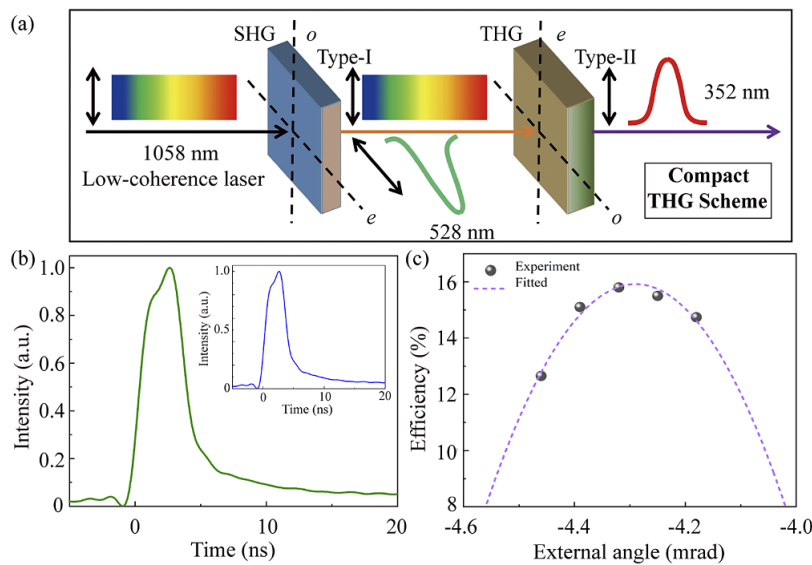 (a)
SHG
o
Type-I
THG
e
Type-II
352 nm
1058 nm
Low-coherence laser
e
528 nm
o
Compact
THG Scheme
(b)
1.0
0.8
0.6
0.4
0.2
0
Intensity (a.u.)
0
10
20
Time (ns)
1.0
0.5
0
Intensity (a.u.)
0
10
20
Time (ns)
(c)
Experiment
Fitted
16
14
12
10
8
Efficiency (%)
-4.6
-4.4
-4.2
-4.0
External angle (mrad)